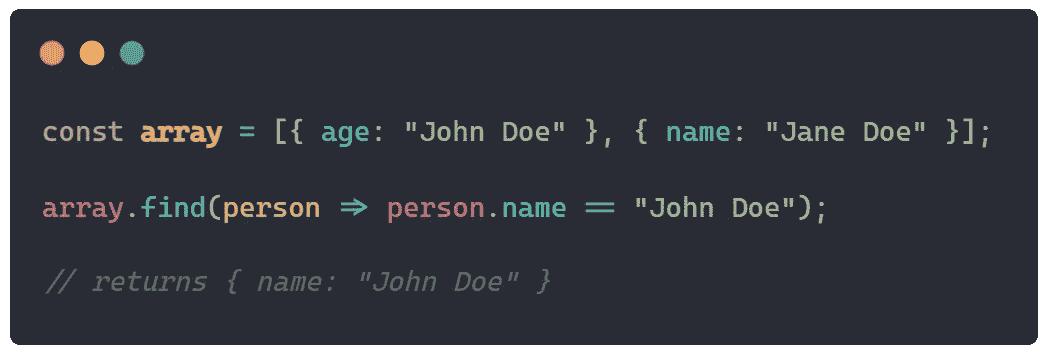 const array = [{ age: "John Doe" }, { name: "Jane Doe" }];
array.find(person => person.name == "John Doe");
// returns { name: "John Doe" }